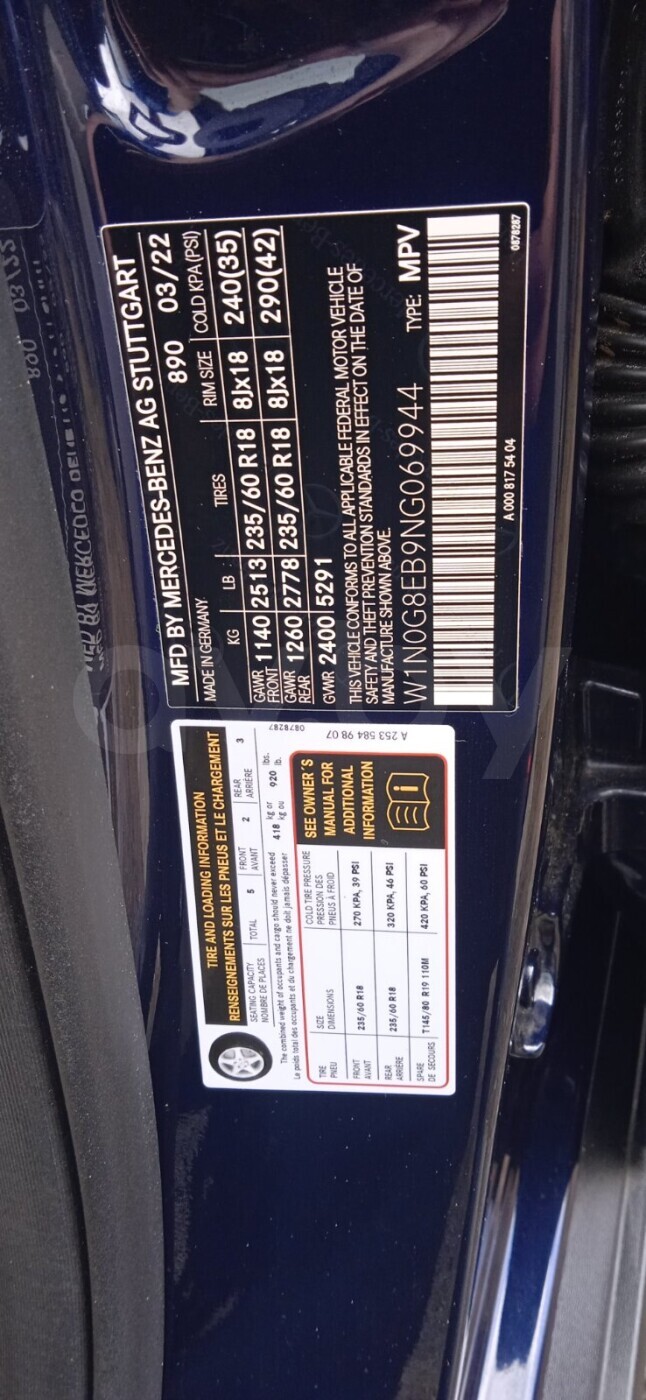 MFD BY MERCEDES-BENZ AG STUTTGART
890 03/22
MADE IN GERMANY
KG LB TIRES RIM SIZE COLD KPA (PSI)
GAWR FRONT 1140 2513 235/60 R18 8Jx18 240(35)
GAWR REAR 1260 2778 235/60 R18 8Jx18 290(42)
GVWR 2400 5291
THIS VEHICLE CONFORMS TO ALL APPLICABLE FEDERAL MOTOR VEHICLE
SAFETY AND THEFT PREVENTION STANDARDS IN EFFECT ON THE DATE OF
MANUFACTURE SHOWN ABOVE.
W1N0G8EB9NG069944 TYPE: MPV
A 000 817 54 04
0878287
TIRE AND LOADING INFORMATION
RENSEIGNEMENTS SUR LES PNEUS ET LE CHARGEMENT
SEATING CAPACITY TOTAL 5 FRONT 2 REAR 3
NOMBRE DE PLACES AVANT ARRIÈRE
The combined weight of occupants and cargo should never exceed 418 kg or 920 lbs.
Le poids total des occupants et du chargement ne doit jamais dépasser kg ou lb.
TIRE SIZE COLD TIRE PRESSURE
PNEU DIMENSIONS PRESSION DES
PNEUS À FROID
FRONT 235/60 R18 270 KPA, 39 PSI
AVANT
REAR 235/60 R18 320 KPA, 46 PSI
ARRIÈRE
SPARE T145/80 R19 110M 420 KPA, 60 PSI
DE SECOURS
SEE OWNER'S
MANUAL FOR
ADDITIONAL
INFORMATION
0878287
A 253 584 98 07